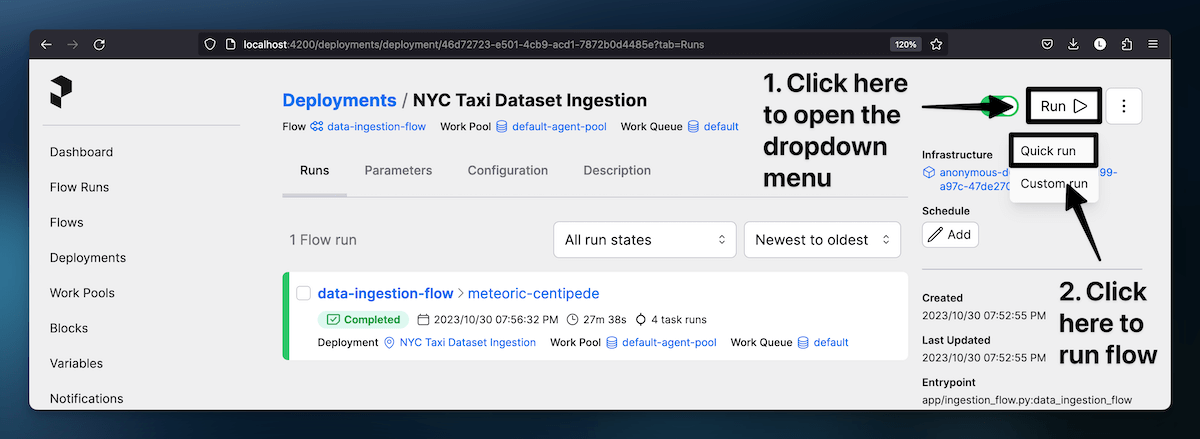 localhost:4200/deployments/deployment/46d72723-e501-4cb9-acd1-7872b0d4485e?tab=Runs
120%
L
Deployments / NYC Taxi Dataset Ingestion
Flow data-ingestion-flow Work Pool default-agent-pool Work Queue default
1. Click here
to open the
dropdown
menu
Run
Quick run
Custom run
Dashboard
Flow Runs
Flows
Deployments
Work Pools
Blocks
Variables
Notifications
Runs Parameters Configuration Description
1 Flow run
All run states
Newest to oldest
data-ingestion-flow > meteoric-centipede
Completed 2023/10/30 07:56:32 PM 27m 38s 4 task runs
Deployment NYC Taxi Dataset Ingestion Work Pool default-agent-pool Work Queue default
Infrastructure
Schedule
Add
Created
2023/10/30 07:52:55 PM
Last Updated
2023/10/30 07:52:55 PM
Entrypoint
app/ingestion_flow.py:data_ingestion_flow
2. Click
here to
run flow